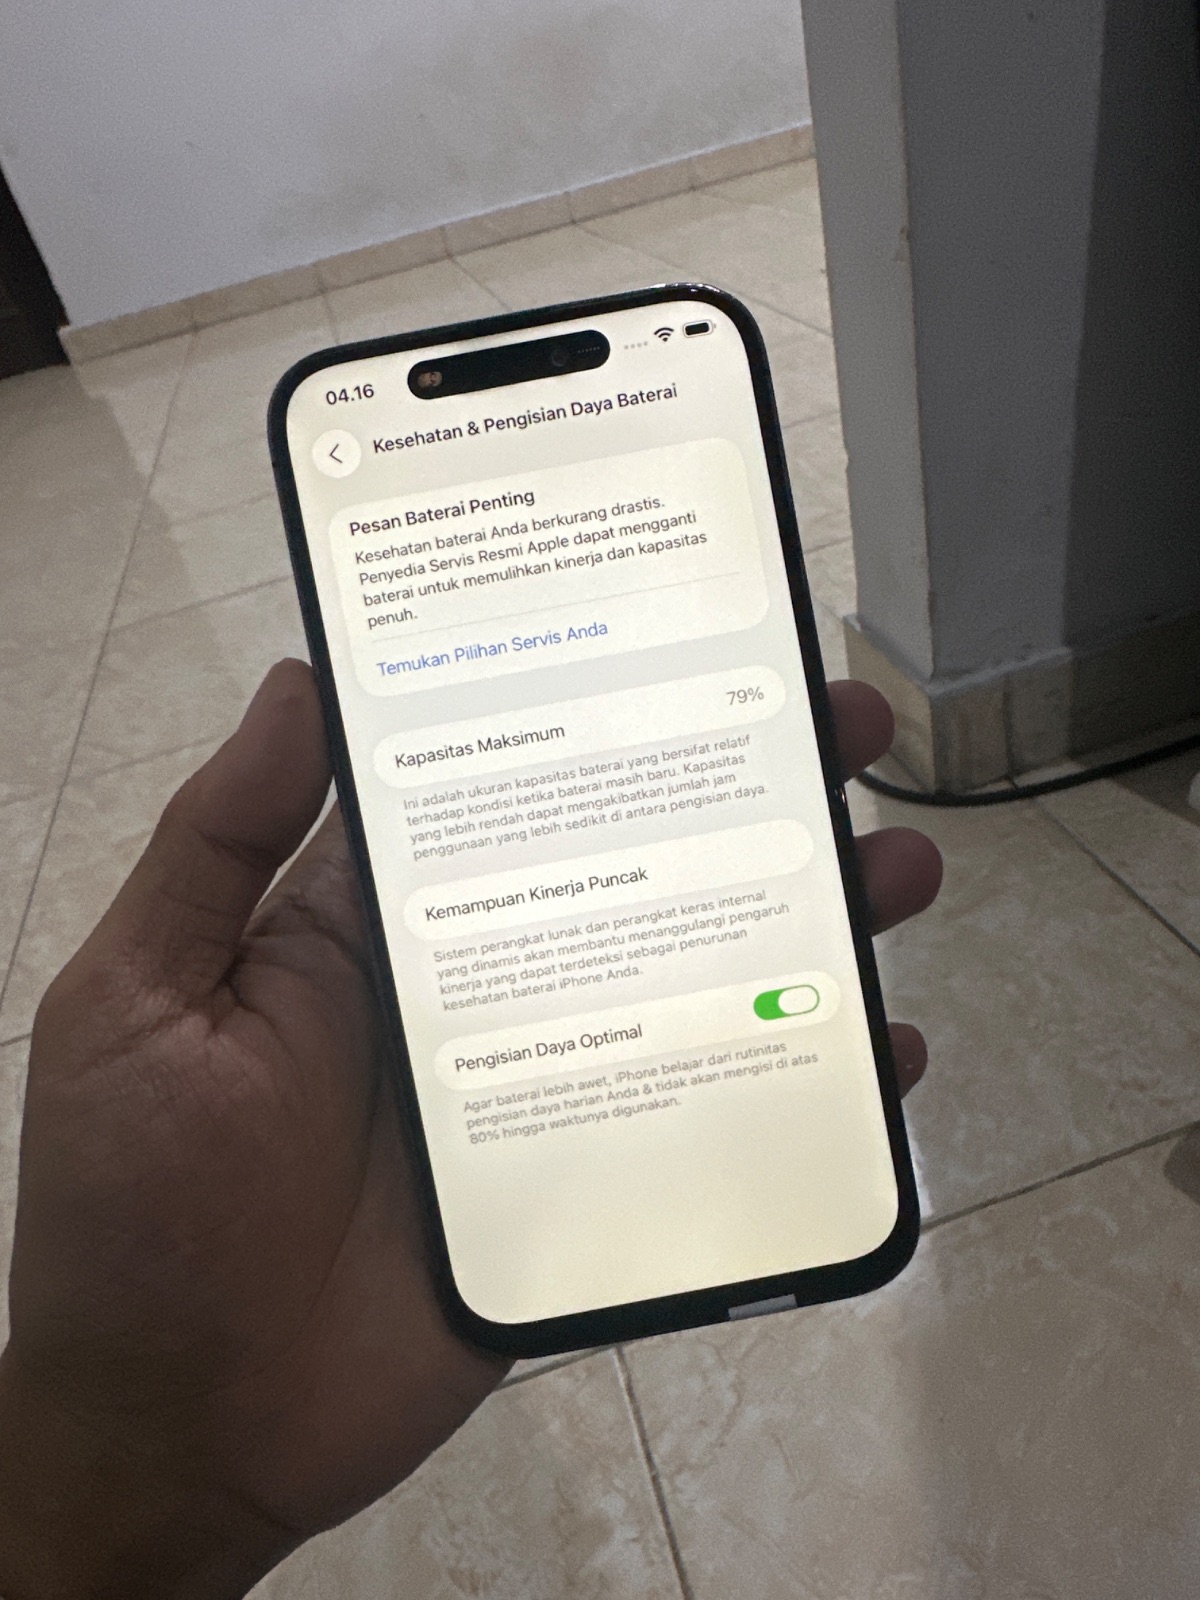 04.16
Kesehatan & Pengisian Daya Baterai
Pesan Baterai Penting
Kesehatan baterai Anda berkurang drastis.
Penyedia Servis Resmi Apple dapat mengganti
baterai untuk memulihkan kinerja dan kapasitas
penuh.
Temukan Pilihan Servis Anda
Kapasitas Maksimum 79%
Ini adalah ukuran kapasitas baterai yang bersifat relatif
terhadap kondisi ketika baterai masih baru. Kapasitas
yang lebih rendah dapat mengakibatkan jumlah jam
penggunaan yang lebih sedikit di antara pengisian daya.
Kemampuan Kinerja Puncak
Sistem perangkat lunak dan perangkat keras internal
yang dinamis akan membantu menanggulangi pengaruh
kinerja yang dapat terdeteksi sebagai penurunan
kesehatan baterai iPhone Anda.
Pengisian Daya Optimal
Agar baterai lebih awet, iPhone belajar dari rutinitas
pengisian daya harian Anda & tidak akan mengisi di atas
80% hingga waktunya digunakan.